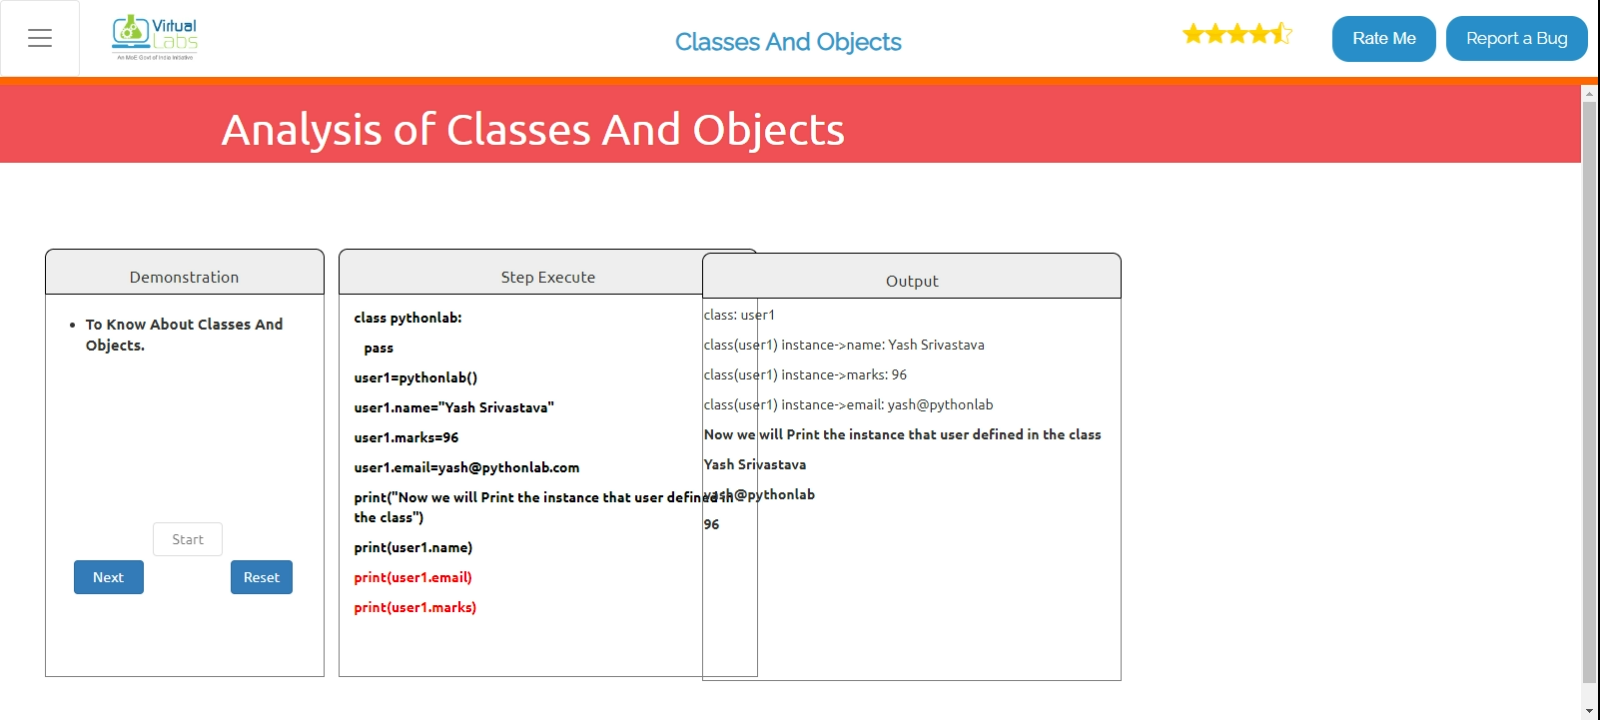 Virtual
Labs
An MoE Govt of India Initiative
Classes And Objects
Rate Me
Report a Bug
Analysis of Classes And Objects
Demonstration
• To Know About Classes And
Objects.
Start
Next
Reset
Step Execute
class pythonlab:
pass
user1=pythonlab()
user1.name="Yash Srivastava"
user1.marks=96
user1.email=yash@pythonlab.com
print("Now we will Print the instance that user defined in
the class")
print(user1.name)
print(user1.email)
print(user1.marks)
Output
class: user1
class(user1) instance->name: Yash Srivastava
class(user1) instance->marks: 96
class(user1) instance->email: yash@pythonlab
Now we will Print the instance that user defined in the class
Yash Srivastava
yash@pythonlab
96